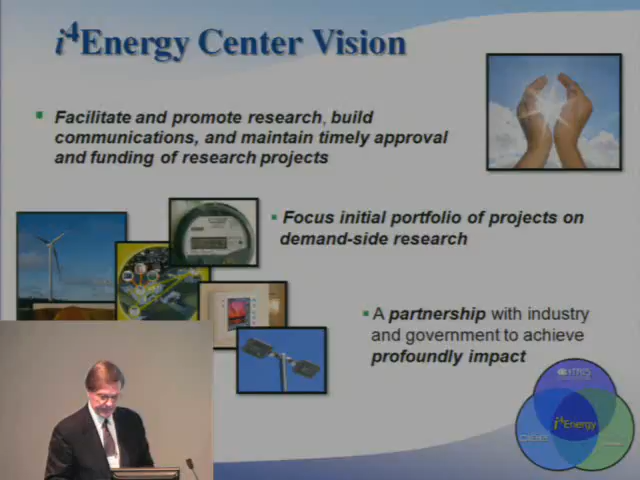 i⁴Energy Center Vision
Facilitate and promote research, build
communications, and maintain timely approval
and funding of research projects
Focus initial portfolio of projects on
demand-side research
A partnership with industry
and government to achieve
profoundly impact
CITRIS
i⁴Energy
CIEE